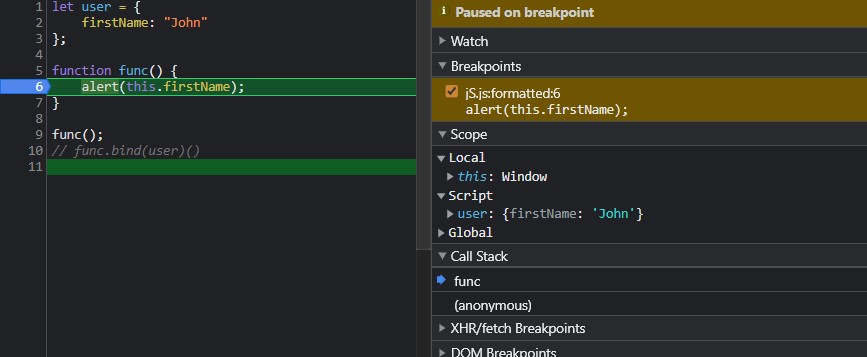 1 let user = {
2     firstName: "John"
3 };
4
5 function func() {
6     alert(this.firstName);
7 }
8
9 func();
10 // func.bind(user)()
11
i Paused on breakpoint
Watch
Breakpoints
jS.js:formatted:6
alert(this.firstName);
Scope
Local
this: Window
Script
user: {firstName: 'John'}
Global
Call Stack
func
(anonymous)
XHR/fetch Breakpoints
DOM Breakpoints